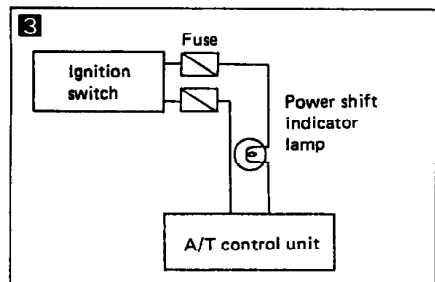 3
Fuse
Ignition
switch
Power shift
indicator
lamp
A/T control unit